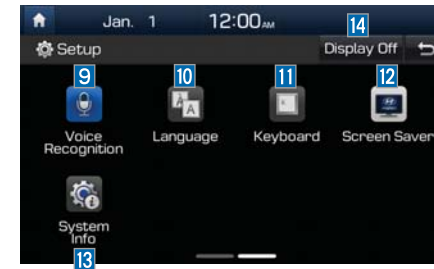 Jan. 1 12:00 AM
14
Setup Display Off
9 10 11 12
Voice Recognition Language Keyboard Screen Saver
System Info
13